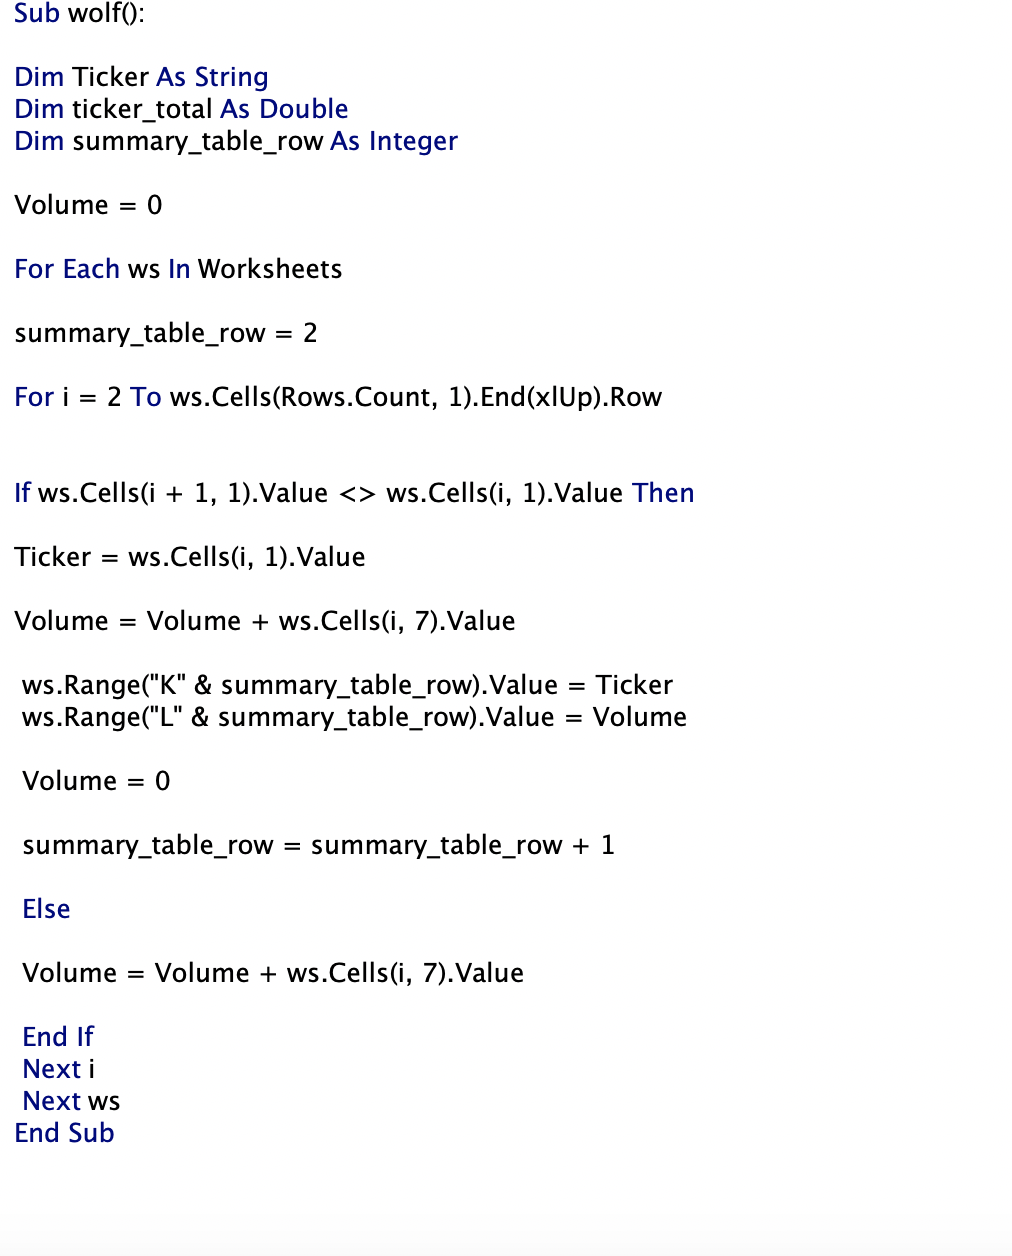 Sub wolf():
Dim Ticker As String
Dim ticker_total As Double
Dim summary_table_row As Integer
Volume = 0
For Each ws In Worksheets
summary_table_row = 2
For i = 2 To ws.Cells(Rows.Count, 1).End(xlUp).Row
If ws.Cells(i + 1, 1).Value <> ws.Cells(i, 1).Value Then
Ticker = ws.Cells(i, 1).Value
Volume = Volume + ws.Cells(i, 7).Value
ws.Range("K" & summary_table_row).Value = Ticker
ws.Range("L" & summary_table_row).Value = Volume
Volume = 0
summary_table_row = summary_table_row + 1
Else
Volume = Volume + ws.Cells(i, 7).Value
End If
Next i
Next ws
End Sub